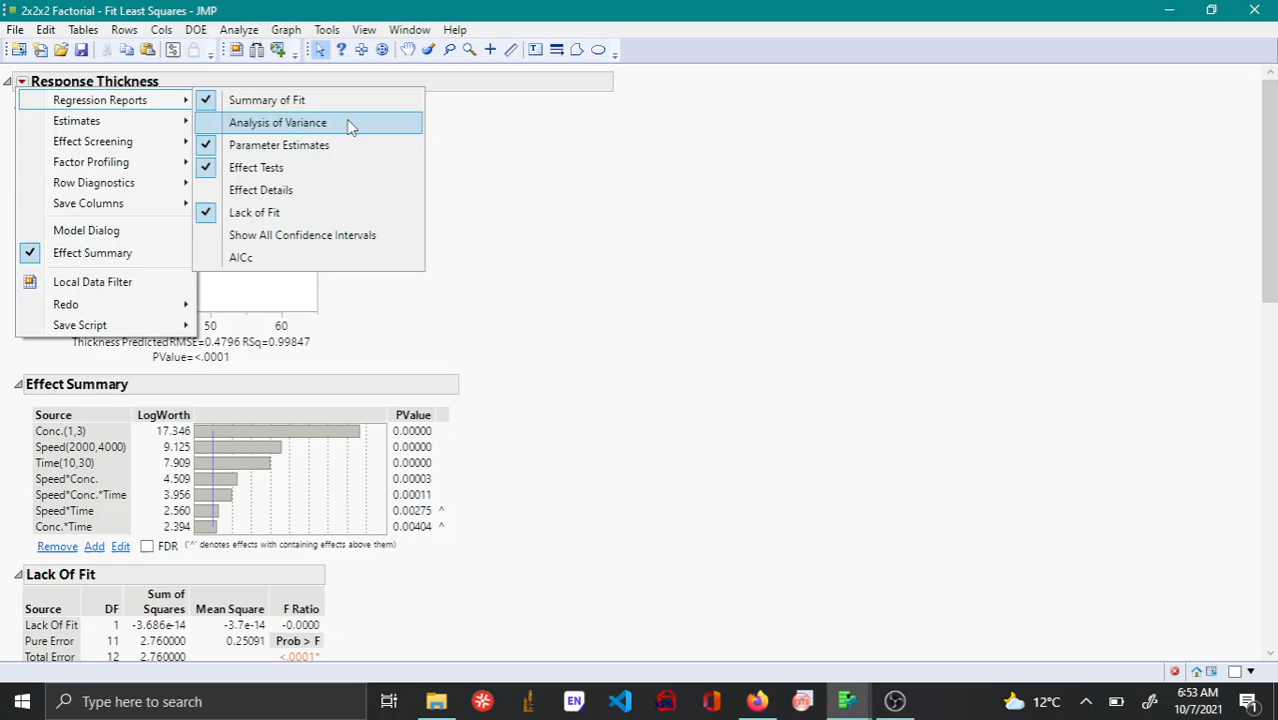 2x2x2 Factorial - Fit Least Squares - JMP
File Edit Tables Rows Cols DOE Analyze Graph Tools View Window Help
Response Thickness
Regression Reports
Estimates
Effect Screening
Factor Profiling
Row Diagnostics
Save Columns
Model Dialog
Effect Summary
Local Data Filter
Redo
Save Script
Summary of Fit
Analysis of Variance
Parameter Estimates
Effect Tests
Effect Details
Lack of Fit
Show All Confidence Intervals
AICc
50 60
Thickness Predicted RMSE=0.4796 RSq=0.99847
PValue=<.0001
Effect Summary
Source LogWorth PValue
Conc.(1,3) 17.346 0.00000
Speed(2000,4000) 9.125 0.00000
Time(10,30) 7.909 0.00000
Speed*Conc. 4.509 0.00003
Speed*Conc.*Time 3.956 0.00011
Speed*Time 2.560 0.00275 ^
Conc.*Time 2.394 0.00404 ^
Remove Add Edit FDR ('^' denotes effects with containing effects above them)
Lack Of Fit
Sum of
Source DF Squares Mean Square F Ratio
Lack Of Fit 1 -3.686e-14 -3.7e-14 -0.0000
Pure Error 11 2.760000 0.25091 Prob > F
Total Error 12 2.760000 <.0001*
Type here to search
EN
12°C
6:53 AM
10/7/2021
1